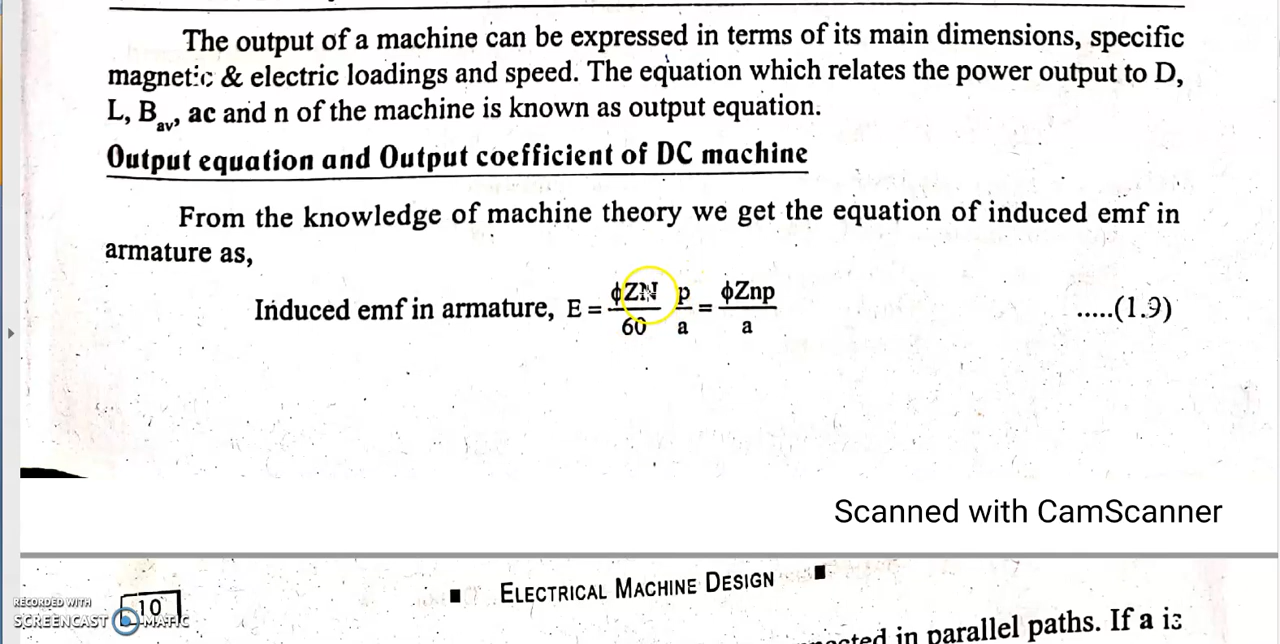 The output of a machine can be expressed in terms of its main dimensions, specific
magnetic & electric loadings and speed. The equation which relates the power output to D,
L, Bav, ac and n of the machine is known as output equation.
Output equation and Output coefficient of DC machine
From the knowledge of machine theory we get the equation of induced emf in
armature as,
Induced emf in armature, E = ϕZN/60 p/a = ϕZnp/a .....(1.9)
Scanned with CamScanner
10 ■ ELECTRICAL MACHINE DESIGN ■
RECORDED WITH
SCREENCAST-O-MATIC
in parallel paths. If a is